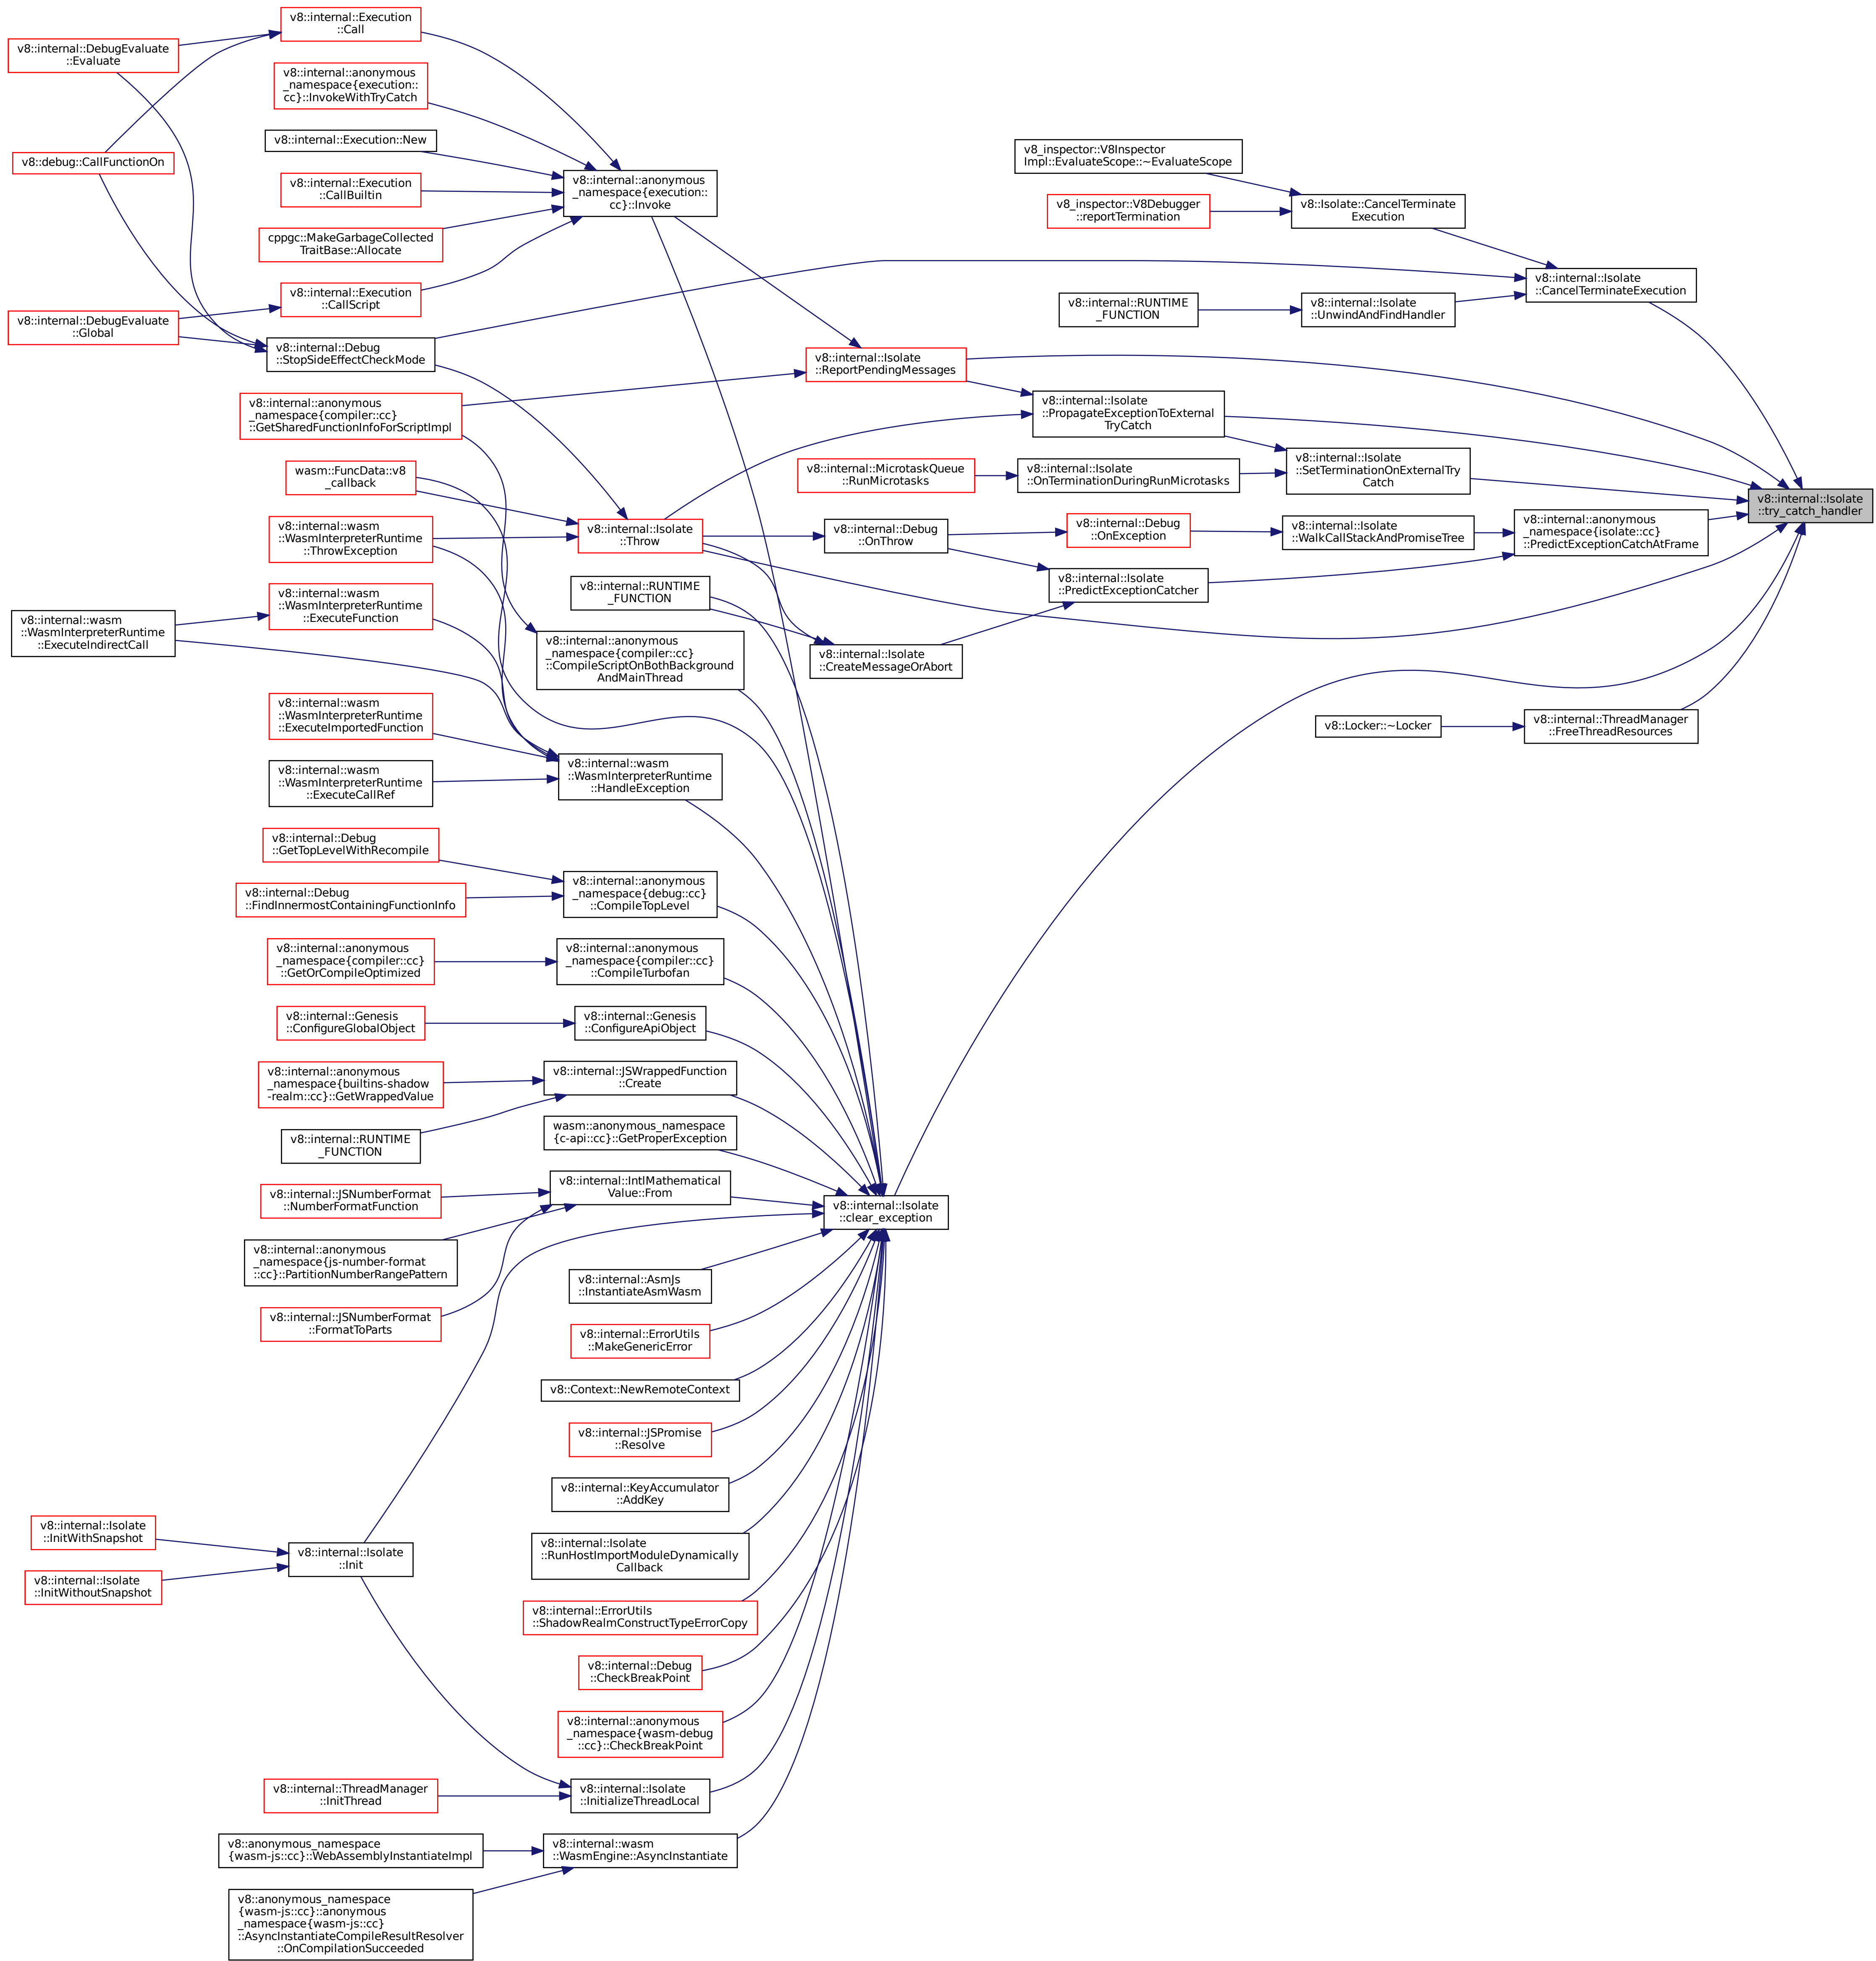 v8::internal::Execution
::Call
v8::internal::DebugEvaluate
::Evaluate
v8::internal::anonymous
_namespace{execution::
cc}::InvokeWithTryCatch
v8::internal::Execution::New
v8::debug::CallFunctionOn
v8::internal::Execution
::CallBuiltin
v8::internal::anonymous
_namespace{execution::
cc}::Invoke
cppgc::MakeGarbageCollected
TraitBase::Allocate
v8::internal::Execution
::CallScript
v8::internal::DebugEvaluate
::Global
v8::internal::Debug
::StopSideEffectCheckMode
v8_inspector::V8Inspector
Impl::EvaluateScope::~EvaluateScope
v8_inspector::V8Debugger
::reportTermination
v8::Isolate::CancelTerminate
Execution
v8::internal::Isolate
::CancelTerminateExecution
v8::internal::RUNTIME
_FUNCTION
v8::internal::Isolate
::UnwindAndFindHandler
v8::internal::Isolate
::ReportPendingMessages
v8::internal::anonymous
_namespace{compiler::cc}
::GetSharedFunctionInfoForScriptImpl
v8::internal::Isolate
::PropagateExceptionToExternal
TryCatch
wasm::FuncData::v8
_callback
v8::internal::MicrotaskQueue
::RunMicrotasks
v8::internal::Isolate
::OnTerminationDuringRunMicrotasks
v8::internal::Isolate
::SetTerminationOnExternalTry
Catch
v8::internal::Isolate
::try_catch_handler
v8::internal::wasm
::WasmInterpreterRuntime
::ThrowException
v8::internal::Isolate
::Throw
v8::internal::Debug
::OnThrow
v8::internal::Debug
::OnException
v8::internal::Isolate
::WalkCallStackAndPromiseTree
v8::internal::anonymous
_namespace{isolate::cc}
::PredictExceptionCatchAtFrame
v8::internal::wasm
::WasmInterpreterRuntime
::ExecuteFunction
v8::internal::RUNTIME
_FUNCTION
v8::internal::Isolate
::PredictExceptionCatcher
v8::internal::wasm
::WasmInterpreterRuntime
::ExecuteIndirectCall
v8::internal::anonymous
_namespace{compiler::cc}
::CompileScriptOnBothBackground
AndMainThread
v8::internal::Isolate
::CreateMessageOrAbort
v8::internal::wasm
::WasmInterpreterRuntime
::ExecuteImportedFunction
v8::Locker::~Locker
v8::internal::ThreadManager
::FreeThreadResources
v8::internal::wasm
::WasmInterpreterRuntime
::ExecuteCallRef
v8::internal::wasm
::WasmInterpreterRuntime
::HandleException
v8::internal::Debug
::GetTopLevelWithRecompile
v8::internal::Debug
::FindInnermostContainingFunctionInfo
v8::internal::anonymous
_namespace{debug::cc}
::CompileTopLevel
v8::internal::anonymous
_namespace{compiler::cc}
::GetOrCompileOptimized
v8::internal::anonymous
_namespace{compiler::cc}
::CompileTurbofan
v8::internal::Genesis
::ConfigureGlobalObject
v8::internal::Genesis
::ConfigureApiObject
v8::internal::anonymous
_namespace{builtins-shadow
-realm::cc}::GetWrappedValue
v8::internal::JSWrappedFunction
::Create
v8::internal::RUNTIME
_FUNCTION
wasm::anonymous_namespace
{c-api::cc}::GetProperException
v8::internal::JSNumberFormat
::NumberFormatFunction
v8::internal::IntlMathematical
Value::From
v8::internal::Isolate
::clear_exception
v8::internal::anonymous
_namespace{js-number-format
::cc}::PartitionNumberRangePattern
v8::internal::AsmJs
::InstantiateAsmWasm
v8::internal::JSNumberFormat
::FormatToParts
v8::internal::ErrorUtils
::MakeGenericError
v8::Context::NewRemoteContext
v8::internal::JSPromise
::Resolve
v8::internal::KeyAccumulator
::AddKey
v8::internal::Isolate
::InitWithSnapshot
v8::internal::Isolate
::InitWithoutSnapshot
v8::internal::Isolate
::Init
v8::internal::Isolate
::RunHostImportModuleDynamically
Callback
v8::internal::ErrorUtils
::ShadowRealmConstructTypeErrorCopy
v8::internal::Debug
::CheckBreakPoint
v8::internal::anonymous
_namespace{wasm-debug
::cc}::CheckBreakPoint
v8::internal::ThreadManager
::InitThread
v8::internal::Isolate
::InitializeThreadLocal
v8::anonymous_namespace
{wasm-js::cc}::WebAssemblyInstantiateImpl
v8::internal::wasm
::WasmEngine::AsyncInstantiate
v8::anonymous_namespace
{wasm-js::cc}::anonymous
_namespace{wasm-js::cc}
::AsyncInstantiateCompileResultResolver
::OnCompilationSucceeded